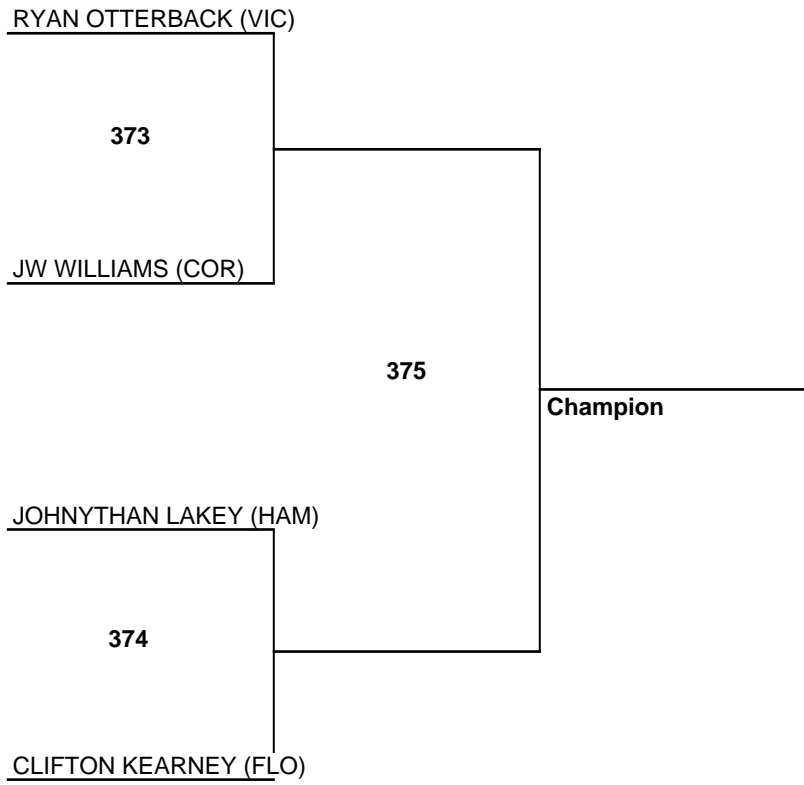 RYAN OTTERBACK (VIC)
373
JW WILLIAMS (COR)
375
Champion
JOHNYTHAN LAKEY (HAM)
374
CLIFTON KEARNEY (FLO)